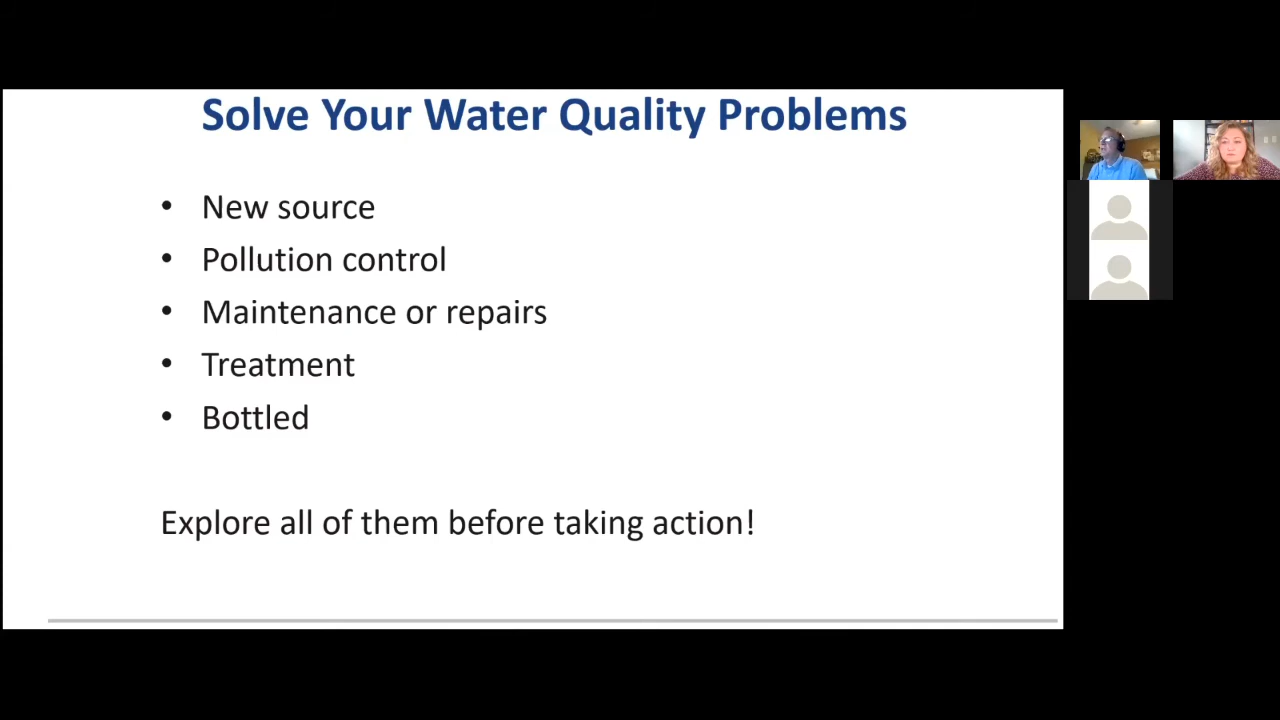 Solve Your Water Quality Problems
• New source
• Pollution control
• Maintenance or repairs
• Treatment
• Bottled
Explore all of them before taking action!